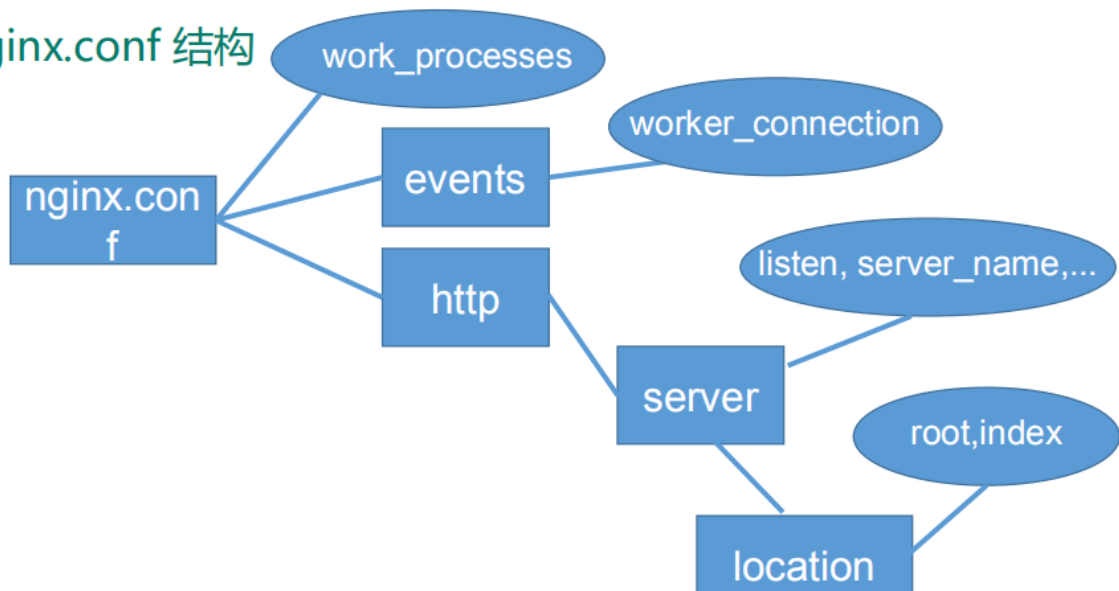 ginx.conf 结构
work_processes
worker_connection
events
nginx.con
f
listen, server_name,...
http
server
root,index
location